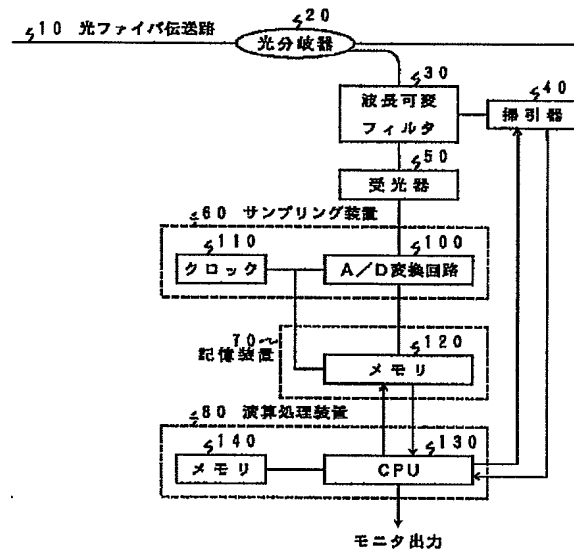 20
10 光ファイバ伝送路
光分岐器
30
40
波長可変
フィルタ
掃引器
50
受光器
60 サンプリング装置
110
100
クロック
A/D変換回路
70
記憶装置
120
メモリ
80 演算処理装置
140
130
メモリ
CPU
モニタ出力